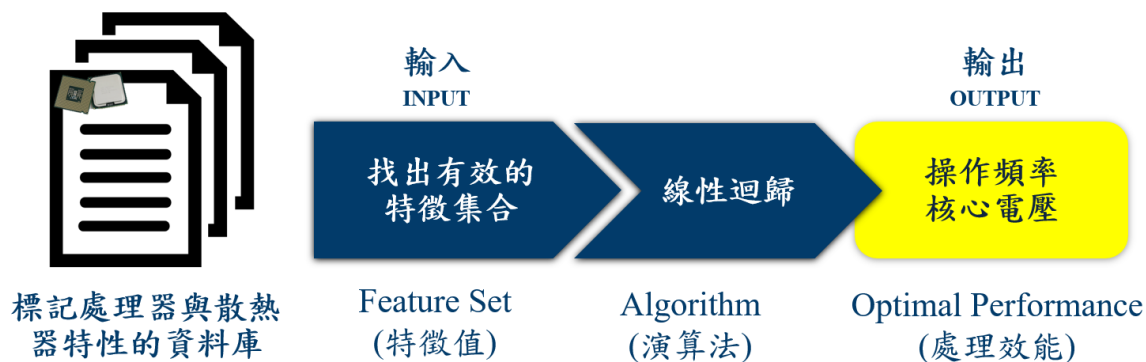 標記處理器與散熱
器特性的資料庫
輸入
INPUT
找出有效的
特徵集合
Feature Set
(特徵值)
線性迴歸
Algorithm
(演算法)
輸出
OUTPUT
操作頻率
核心電壓
Optimal Performance
(處理效能)